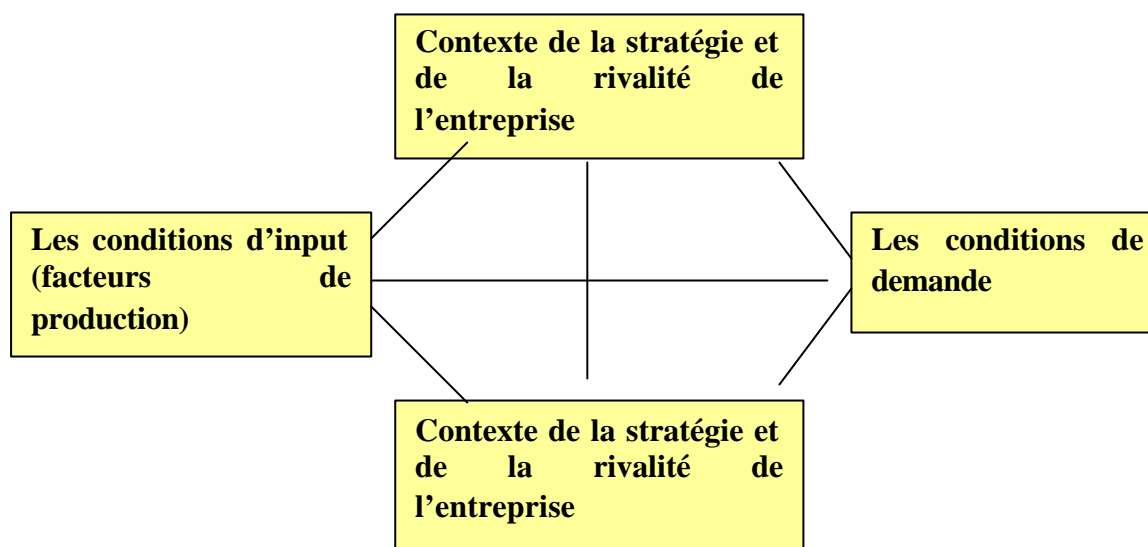 Contexte de la stratégie et
de la rivalité de
l’entreprise
Les conditions d’input
(facteurs de
production)
Les conditions de
demande
Contexte de la stratégie et
de la rivalité de
l’entreprise